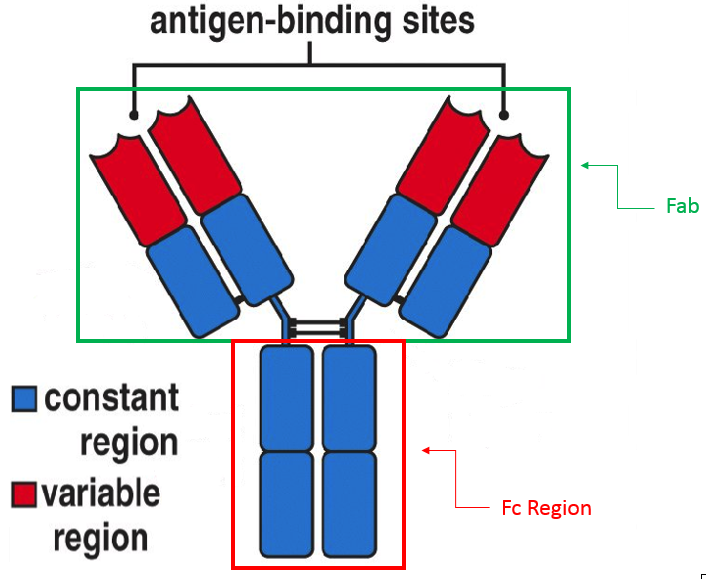 antigen-binding sites
Fab
constant
region
variable
region
Fc Region